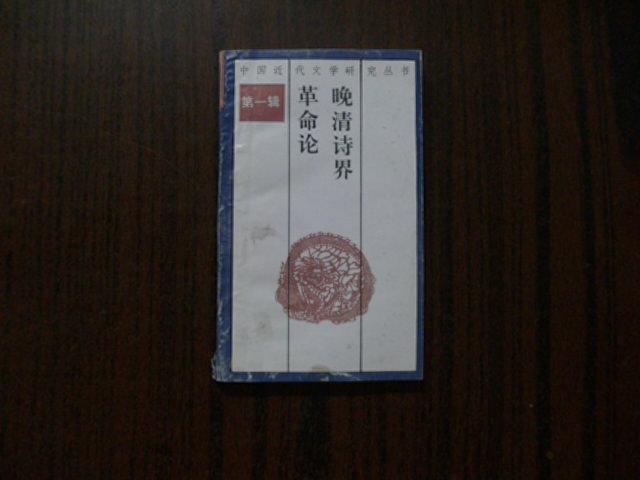 中国近代文学研究丛书
第一辑
晚清诗界
革命论